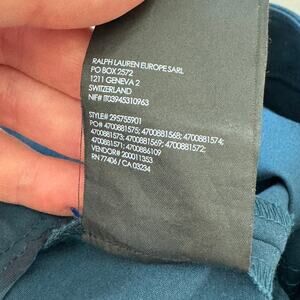 RALPH LAUREN EUROPE SARL
PO BOX 2572
1211 GENEVA 2
SWITZERLAND
NIF# IT03945310963
STYLE# 295755901
PO# 4700881575; 4700881568; 4700881574;
4700881573; 4700881569; 4700881572;
4700881571; 4700886109
VENDOR# 200011353
RN 77406 / CA 03234